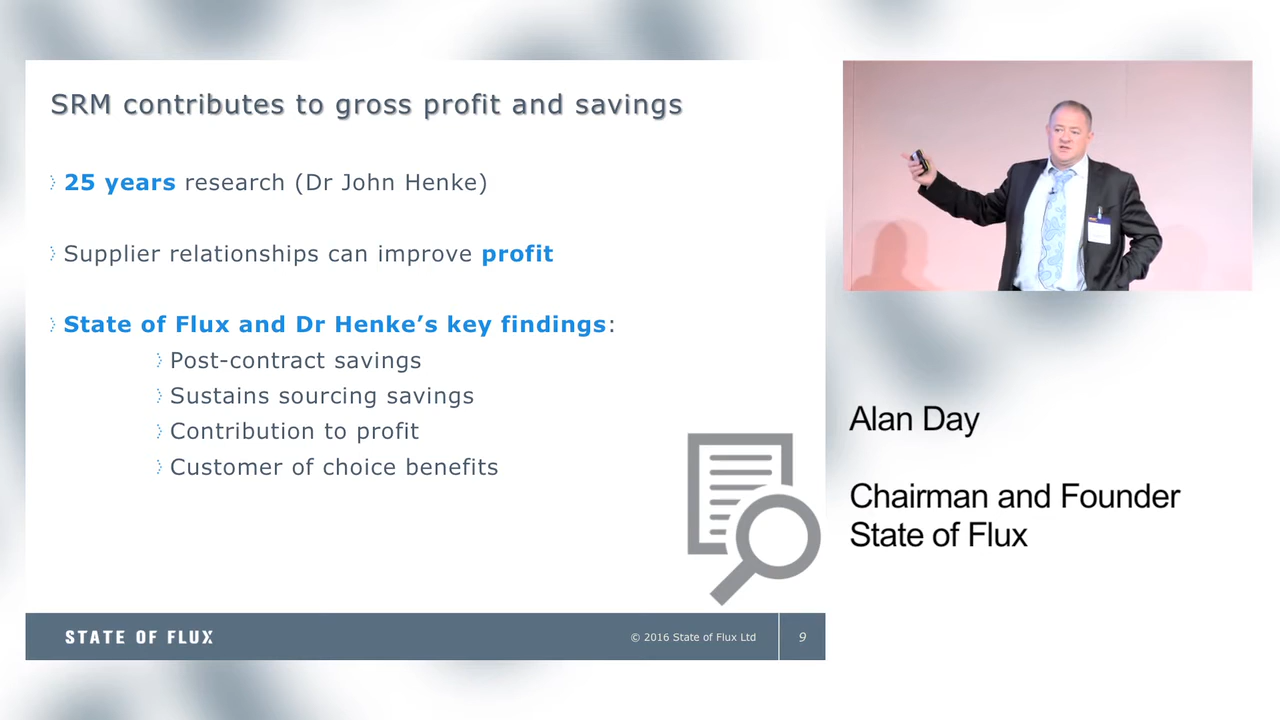 SRM contributes to gross profit and savings
25 years research (Dr John Henke)
Supplier relationships can improve profit
State of Flux and Dr Henke’s key findings:
Post-contract savings
Sustains sourcing savings
Contribution to profit
Customer of choice benefits
STATE OF FLUX
© 2016 State of Flux Ltd
9
Alan Day
Chairman and Founder
State of Flux